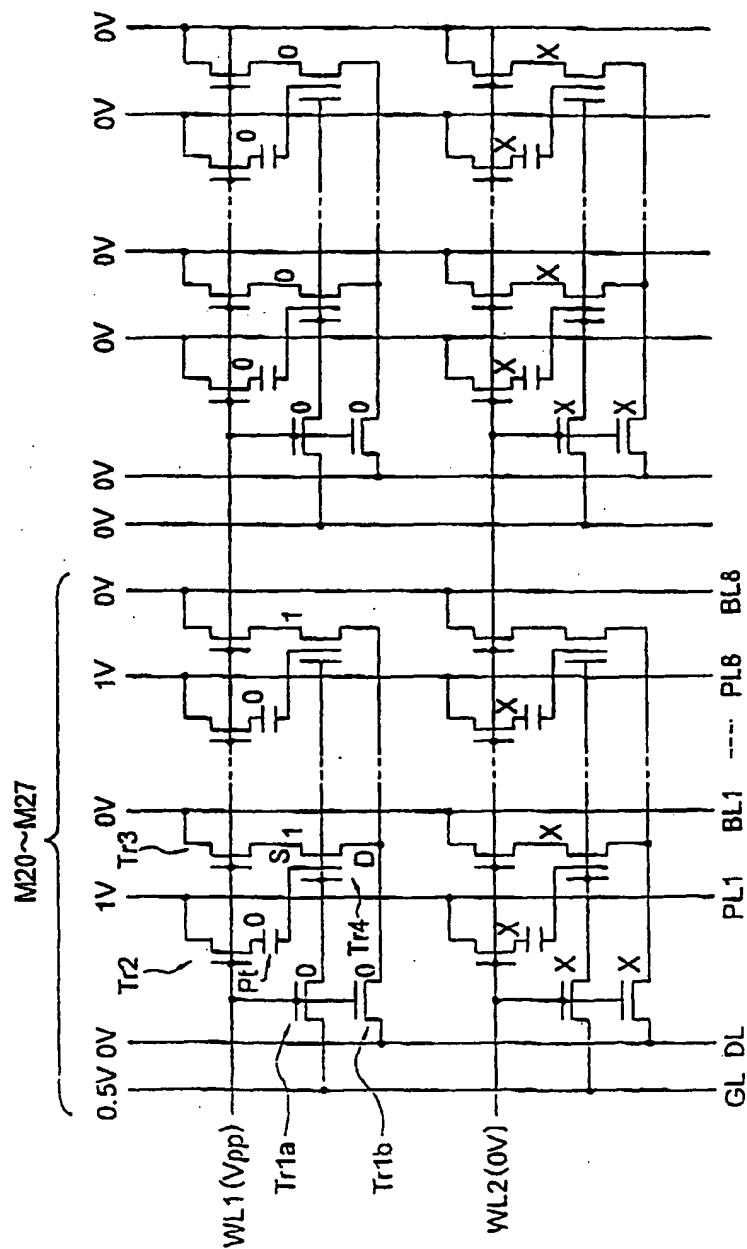 M20~M27
0.5V 0V 1V 0V 1V 0V 0V 0V 0V 0V 0V 0V
Tr2 Tr3
WL1 (Vpp)
Pf 0 0 0 0
S 1 1 0 0
Tr1a 0 0
Tr4 D
0 0
Tr1b
WL2 (0V)
X X X X
X X X X
X X
X X
GL DL PL1 BL1 ---- PL8 BL8